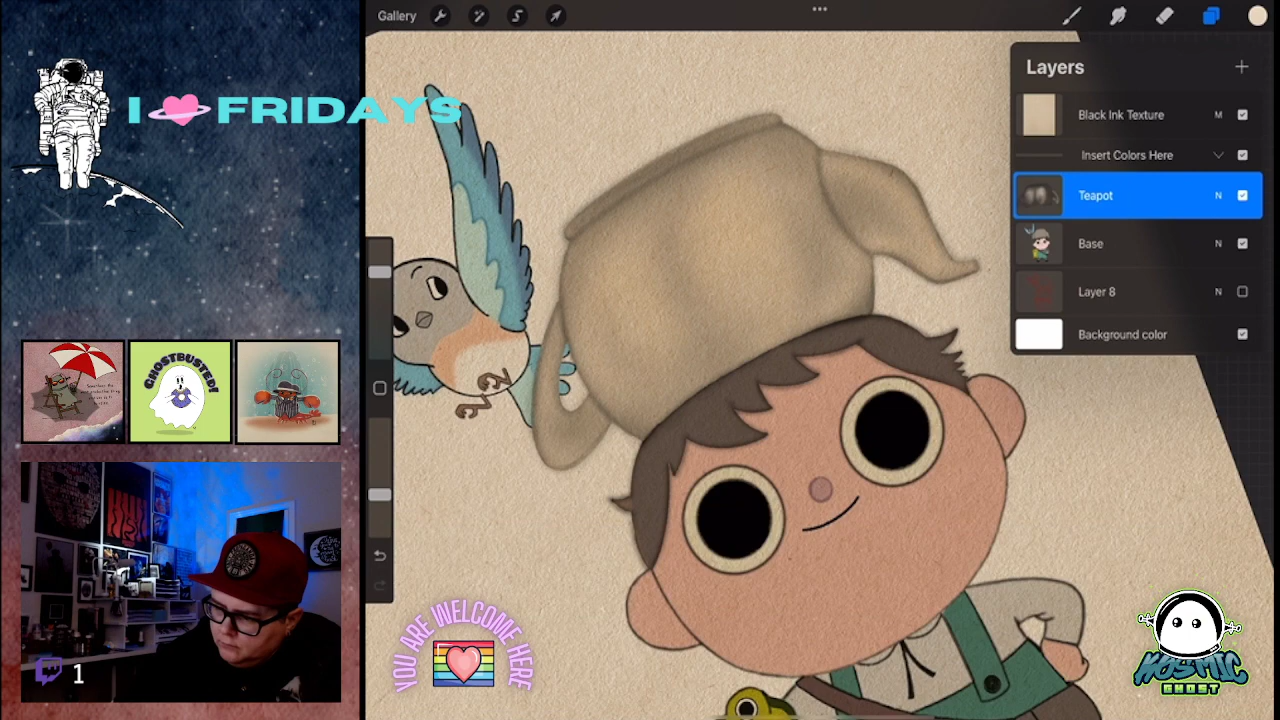 Gallery
I FRIDAYS
Layers
Black Ink Texture M
Insert Colors Here
Teapot N
Base N
Layer 8 N
Background color
GHOSTBUSTED!
YOU ARE WELCOME HERE
1
KOSMIC
GHOST